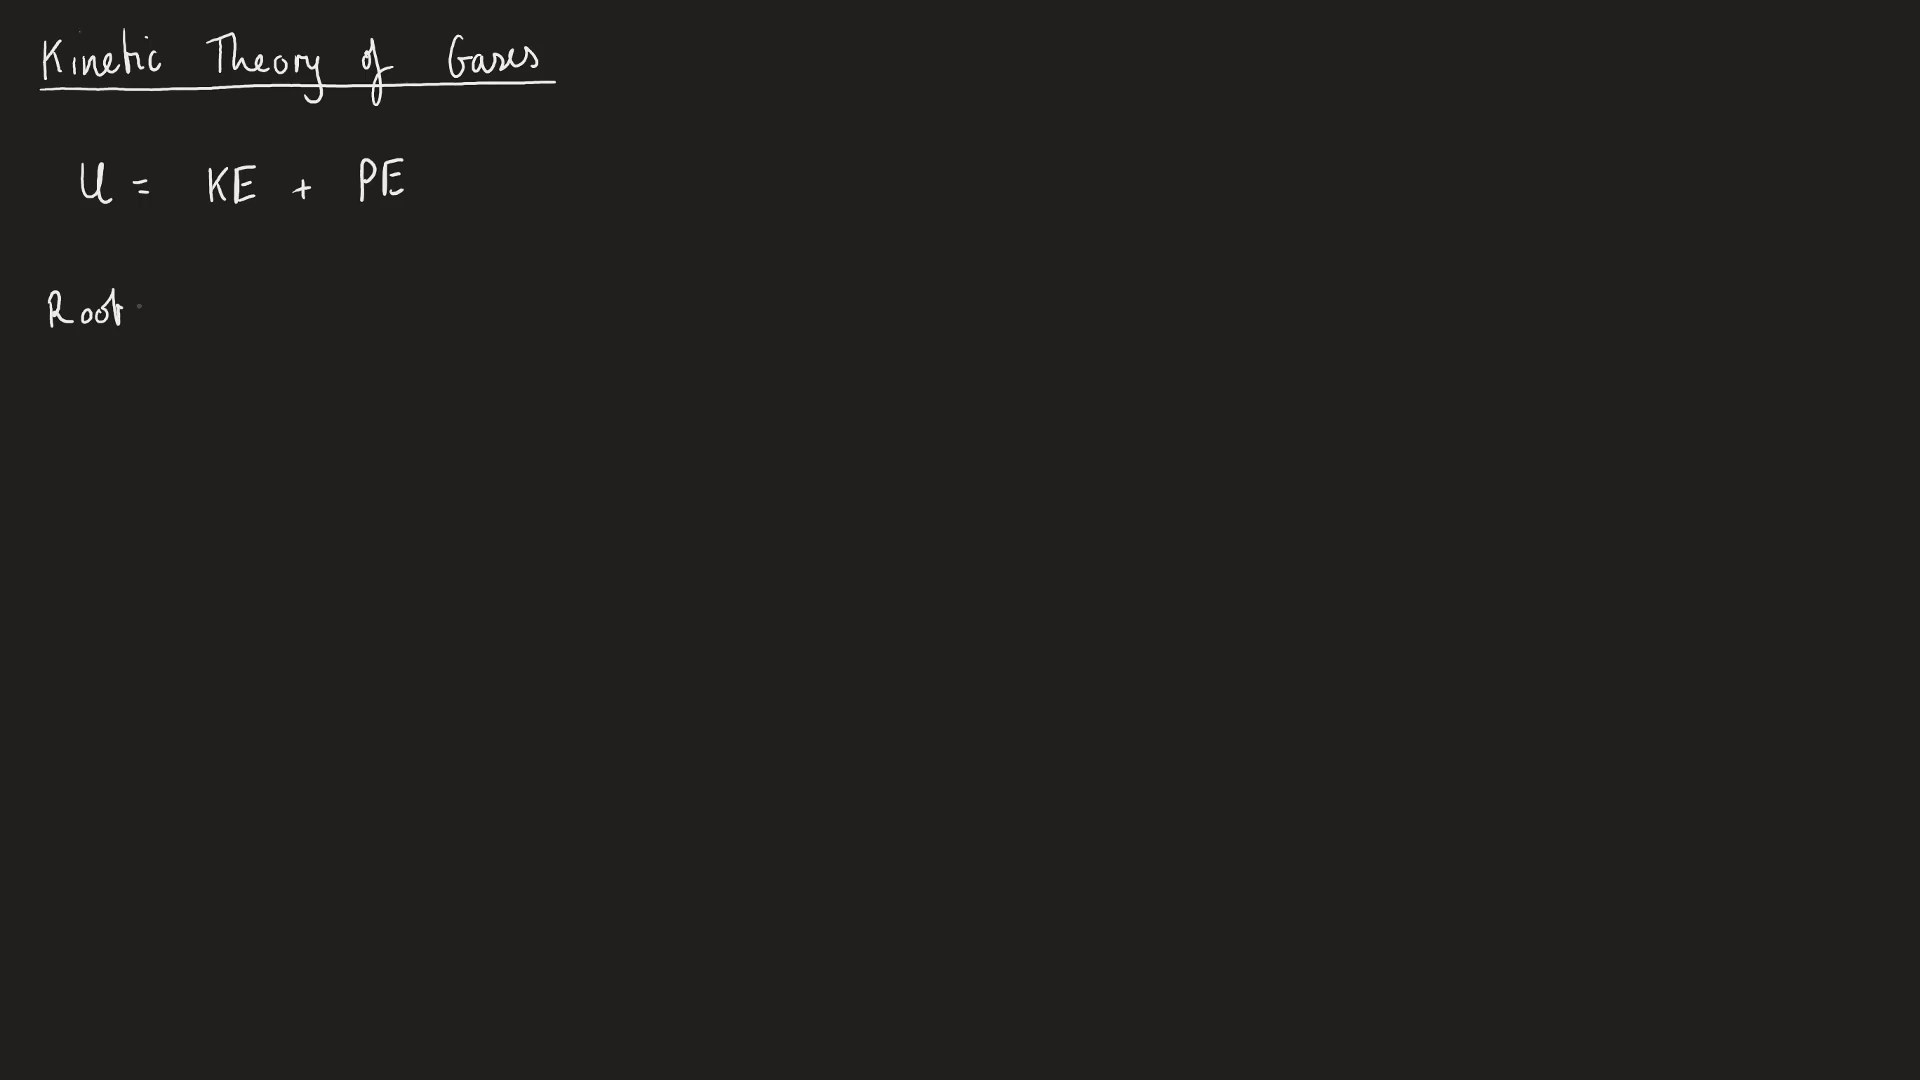 Kinetic Theory of Gases
U = KE + PE
Root